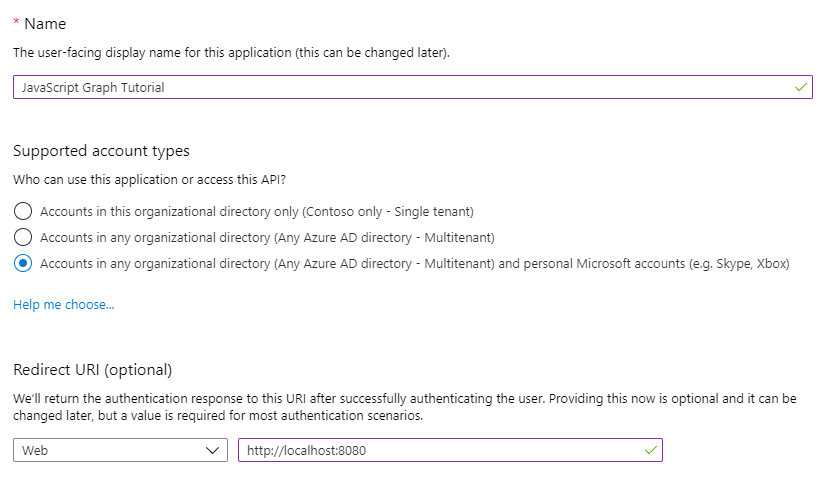 * Name
The user-facing display name for this application (this can be changed later).
JavaScript Graph Tutorial
Supported account types
Who can use this application or access this API?
Accounts in this organizational directory only (Contoso only - Single tenant)
Accounts in any organizational directory (Any Azure AD directory - Multitenant)
Accounts in any organizational directory (Any Azure AD directory - Multitenant) and personal Microsoft accounts (e.g. Skype, Xbox)
Help me choose...
Redirect URI (optional)
We'll return the authentication response to this URI after successfully authenticating the user. Providing this now is optional and it can be
changed later, but a value is required for most authentication scenarios.
Web http://localhost:8080